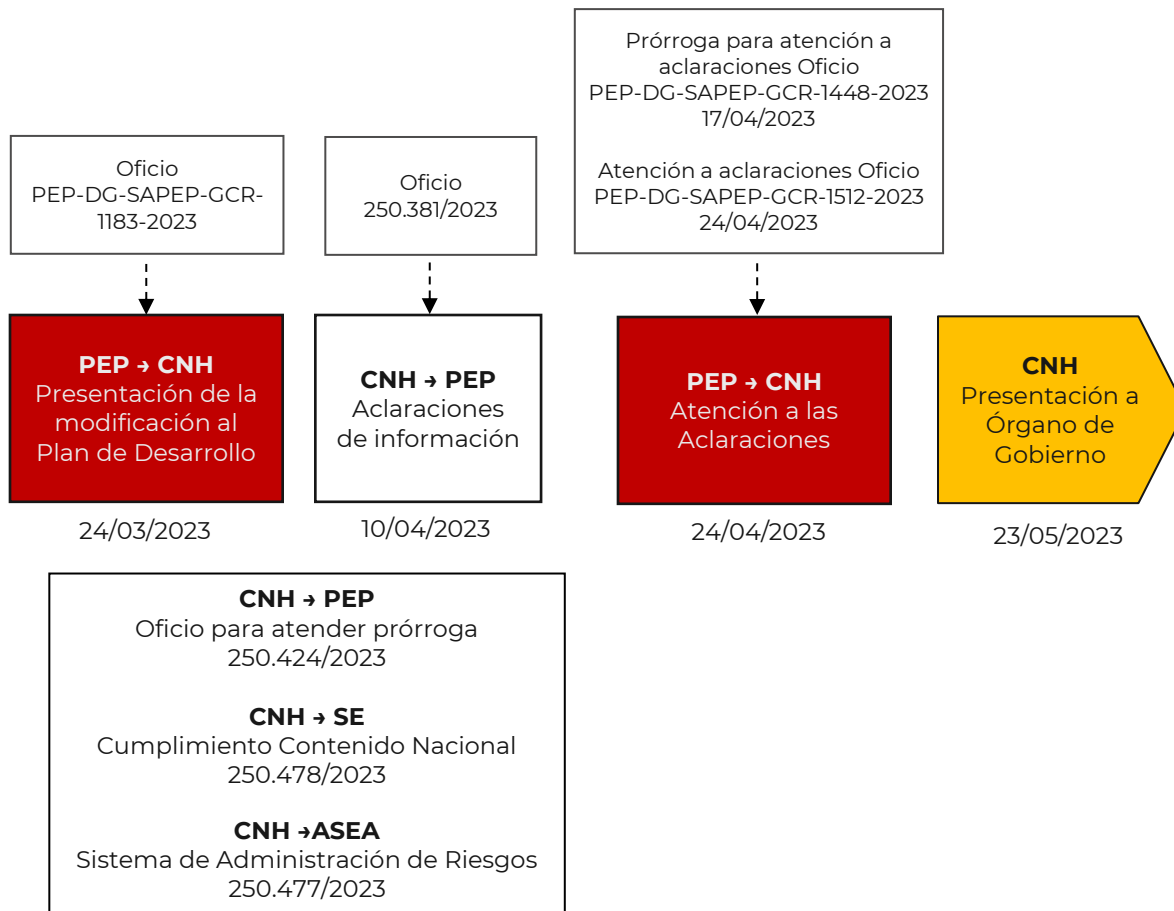 Oficio
PEP-DG-SAPEP-GCR-
1183-2023
Oficio
250.381/2023
Prórroga para atención a
aclaraciones Oficio
PEP-DG-SAPEP-GCR-1448-2023
17/04/2023
Atención a aclaraciones Oficio
PEP-DG-SAPEP-GCR-1512-2023
24/04/2023
PEP → CNH
Presentación de la
modificación al
Plan de Desarrollo
24/03/2023
CNH → PEP
Aclaraciones
de información
10/04/2023
PEP → CNH
Atención a las
Aclaraciones
24/04/2023
CNH
Presentación a
Órgano de
Gobierno
23/05/2023
CNH → PEP
Oficio para atender prórroga
250.424/2023
CNH → SE
Cumplimiento Contenido Nacional
250.478/2023
CNH →ASEA
Sistema de Administración de Riesgos
250.477/2023